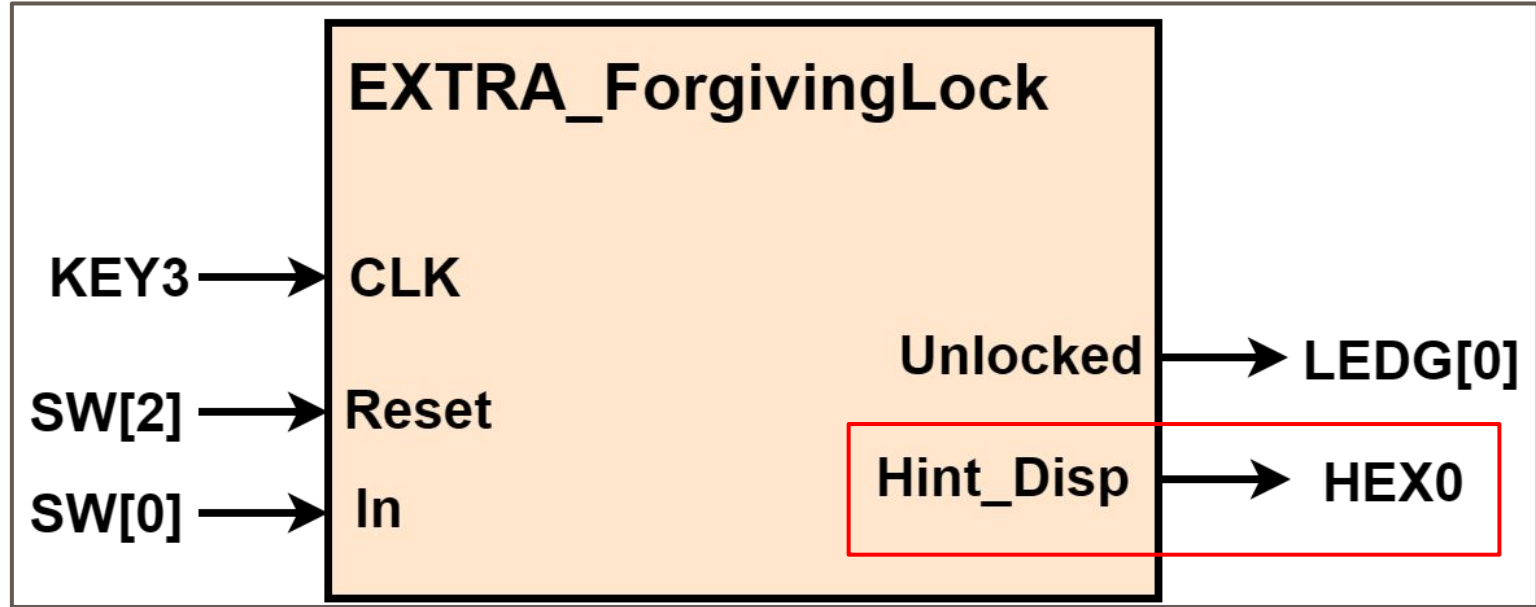 EXTRA_ForgivingLock
KEY3
CLK
Unlocked
LEDG[0]
SW[2]
Reset
Hint_Disp
HEX0
SW[0]
In